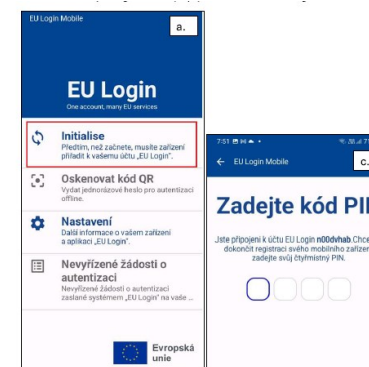 EU Login Mobile
a.
EU Login
One account, many EU services
Initialise
Předtím, než začnete, musíte zařízení
přiřadit k vašemu účtu „EU Login“.
Oskenovat kód QR
Vydat jednorázové heslo pro autentizaci
offline.
Nastavení
Další informace o vašem zařízení
a aplikaci „EU Login“.
Nevyřízené žádosti o
autentizaci
Nevyřízené žádosti o autentizaci
zaslané systémem „EU Login“ na vaše ...
Evropská
unie
7:51
c.
EU Login Mobile
Zadejte kód PI
Jste připojeni k účtu EU Login n00dvhab.Chce
dokončit registraci svého mobilního zařízen
zadejte svůj čtyřmístný PIN.